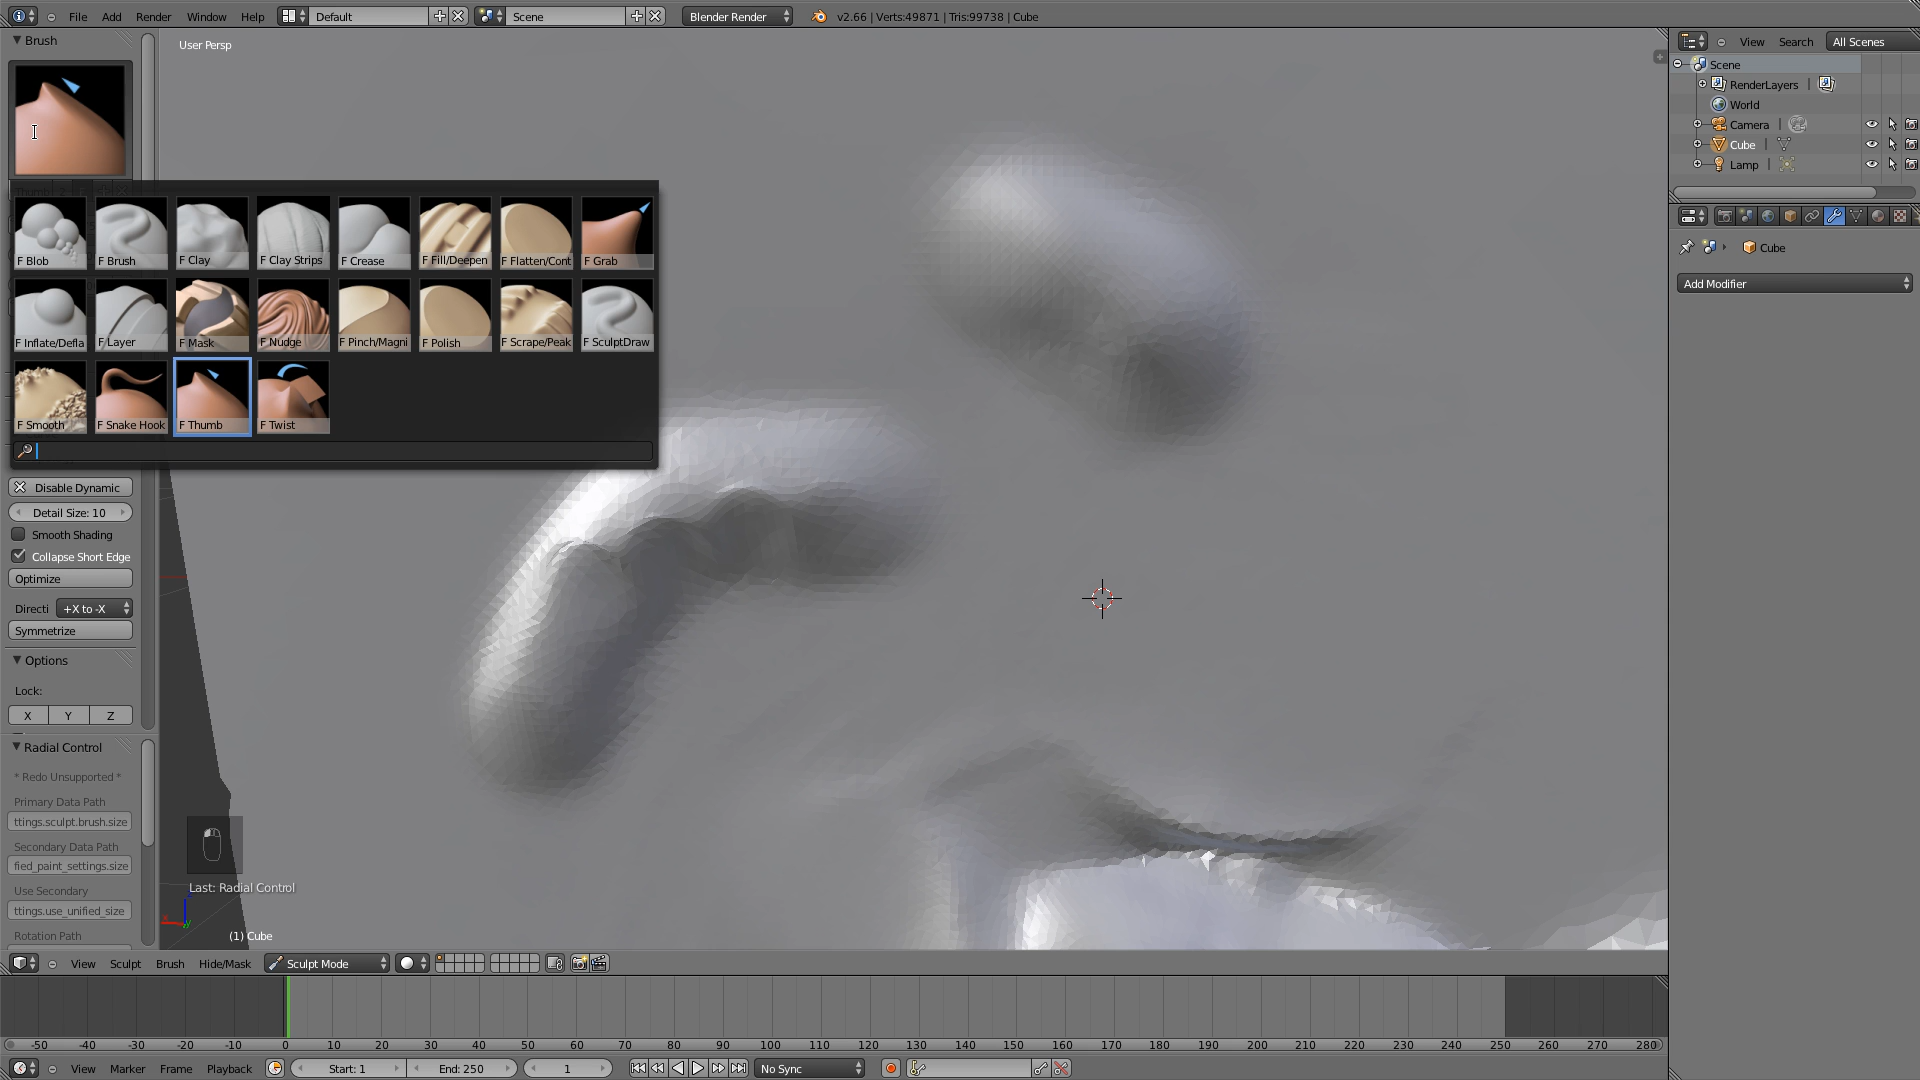 File Add Render Window Help Default Scene Blender Render v2.66 | Verts:49871 | Tris:99738 | Cube
Brush
User Persp
View Search All Scenes
Scene
RenderLayers |
World
Camera |
Cube |
Lamp |
Cube
Add Modifier
F Blob F Brush F Clay F Clay Strips F Crease F Fill/Deepen F Flatten/Cont F Grab
F Inflate/Defla F Layer F Mask F Nudge F Pinch/Magni F Polish F Scrape/Peak F SculptDraw
F Smooth F Snake Hook F Thumb F Twist
Disable Dynamic
Detail Size: 10
Smooth Shading
Collapse Short Edge
Optimize
Directi +X to -X
Symmetrize
Options
Lock:
X Y Z
Radial Control
* Redo Unsupported *
Primary Data Path
ttings.sculpt.brush.size
Secondary Data Path
fied_paint_settings.size
Use Secondary
ttings.use_unified_size
Rotation Path
Last: Radial Control
(1) Cube
View Sculpt Brush Hide/Mask Sculpt Mode
-50 -40 -30 -20 -10 0 10 20 30 40 50 60 70 80 90 100 110 120 130 140 150 160 170 180 190 200 210 220 230 240 250 260 270 280
View Marker Frame Playback Start: 1 End: 250 1 No Sync